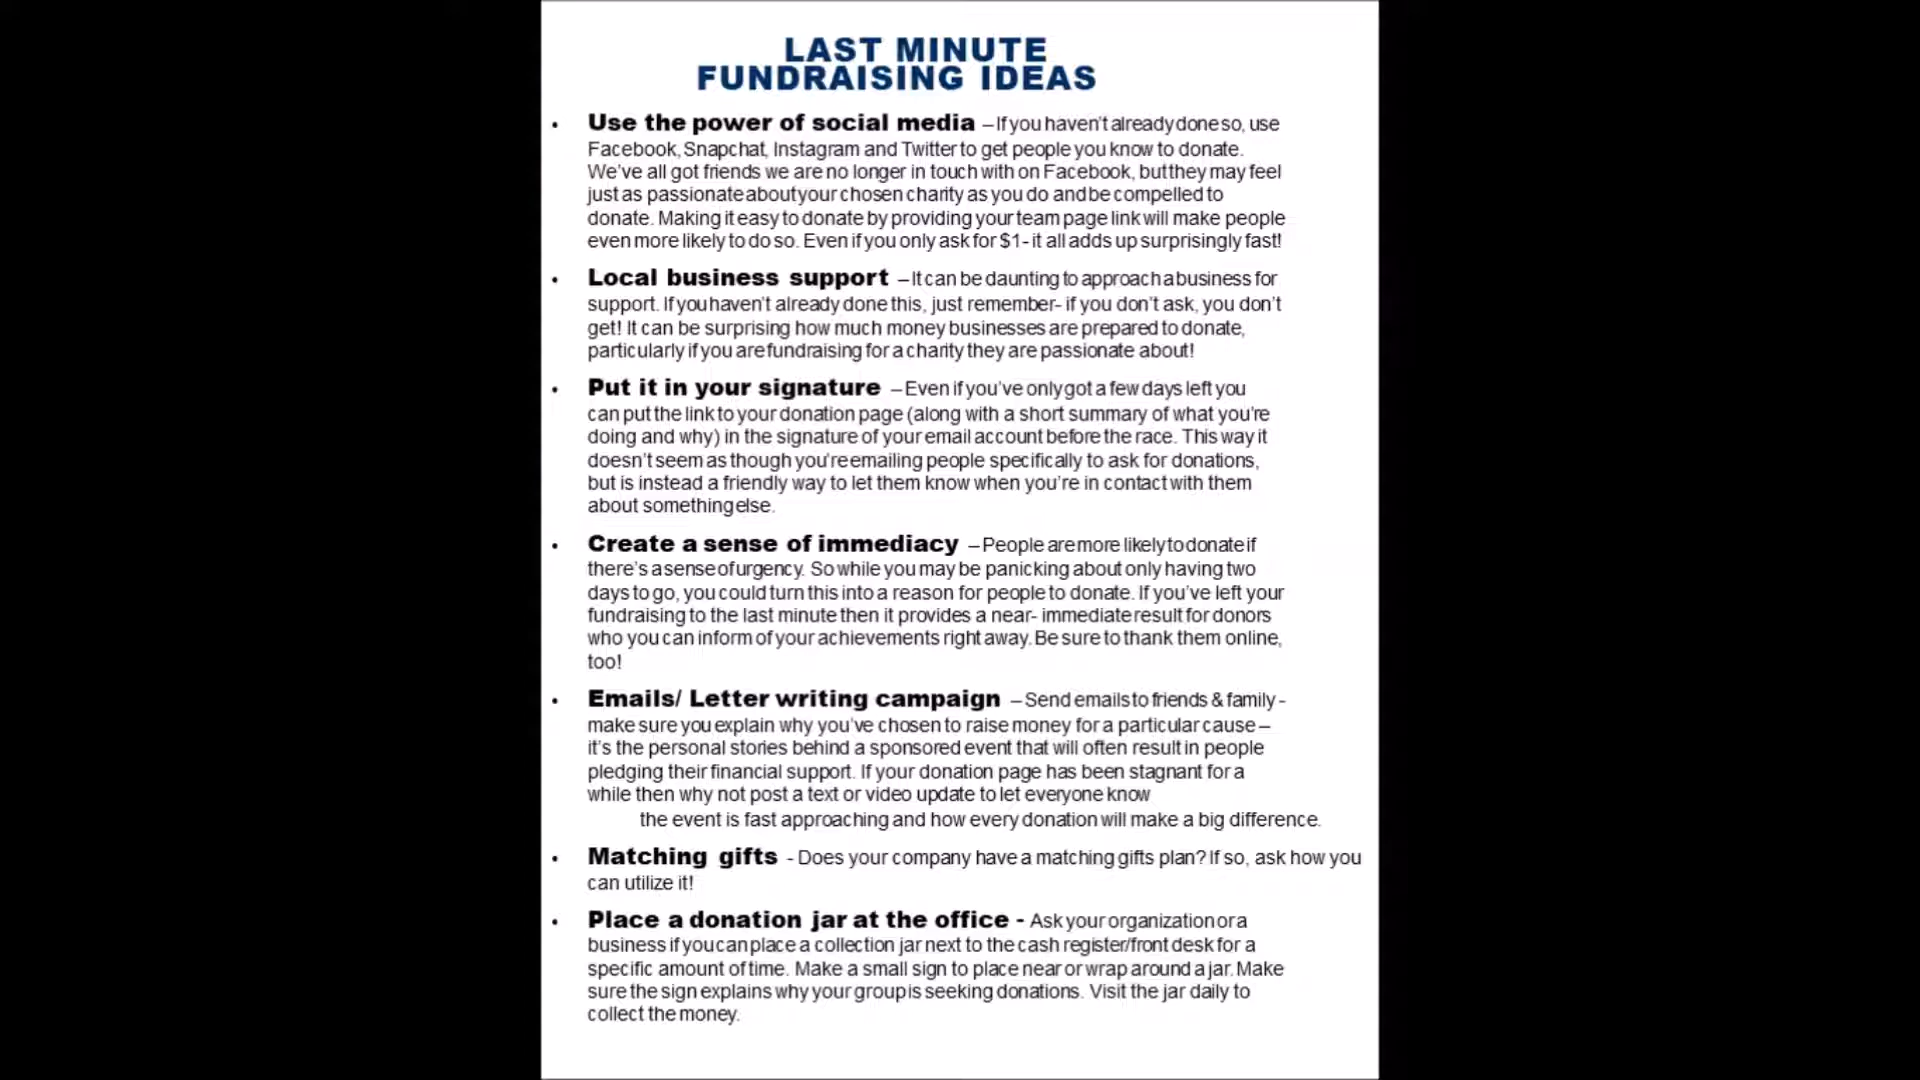 LAST MINUTE
FUNDRAISING IDEAS
• Use the power of social media – If you haven't already done so, use
Facebook, Snapchat, Instagram and Twitter to get people you know to donate.
We've all got friends we are no longer in touch with on Facebook, but they may feel
just as passionate about your chosen charity as you do and be compelled to
donate. Making it easy to donate by providing your team page link will make people
even more likely to do so. Even if you only ask for $1- it all adds up surprisingly fast!
• Local business support – It can be daunting to approach a business for
support. If you haven't already done this, just remember- if you don't ask, you don't
get! It can be surprising how much money businesses are prepared to donate,
particularly if you are fundraising for a charity they are passionate about!
• Put it in your signature – Even if you've only got a few days left you
can put the link to your donation page (along with a short summary of what you're
doing and why) in the signature of your email account before the race. This way it
doesn't seem as though you're emailing people specifically to ask for donations,
but is instead a friendly way to let them know when you're in contact with them
about something else.
• Create a sense of immediacy – People are more likely to donate if
there's a sense of urgency. So while you may be panicking about only having two
days to go, you could turn this into a reason for people to donate. If you've left your
fundraising to the last minute then it provides a near- immediate result for donors
who you can inform of your achievements right away. Be sure to thank them online,
too!
• Emails/ Letter writing campaign – Send emails to friends & family -
make sure you explain why you've chosen to raise money for a particular cause –
it's the personal stories behind a sponsored event that will often result in people
pledging their financial support. If your donation page has been stagnant for a
while then why not post a text or video update to let everyone know
the event is fast approaching and how every donation will make a big difference.
• Matching gifts - Does your company have a matching gifts plan? If so, ask how you
can utilize it!
• Place a donation jar at the office - Ask your organization or a
business if you can place a collection jar next to the cash register/front desk for a
specific amount of time. Make a small sign to place near or wrap around a jar. Make
sure the sign explains why your group is seeking donations. Visit the jar daily to
collect the money.